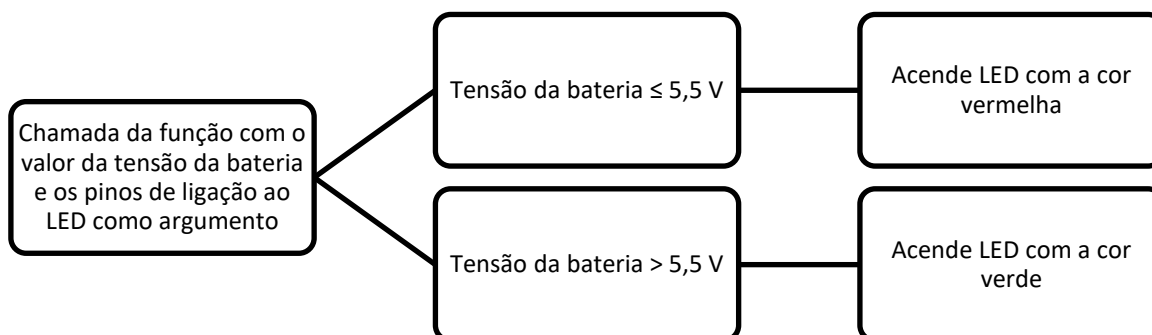 Chamada da função com o
valor da tensão da bateria
e os pinos de ligação ao
LED como argumento
Tensão da bateria ≤ 5,5 V
Acende LED com a cor
vermelha
Tensão da bateria > 5,5 V
Acende LED com a cor
verde